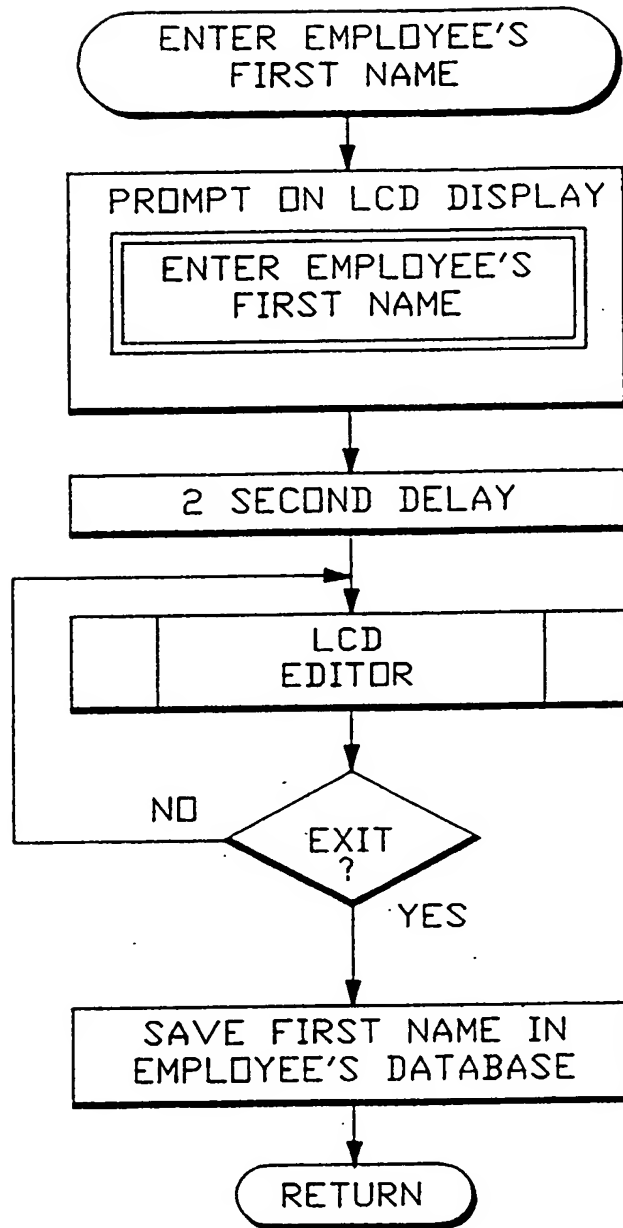 ENTER EMPLOYEE'S
FIRST NAME
PROMPT ON LCD DISPLAY
ENTER EMPLOYEE'S
FIRST NAME
2 SECOND DELAY
LCD
EDITOR
NO
EXIT
?
YES
SAVE FIRST NAME IN
EMPLOYEE'S DATABASE
RETURN